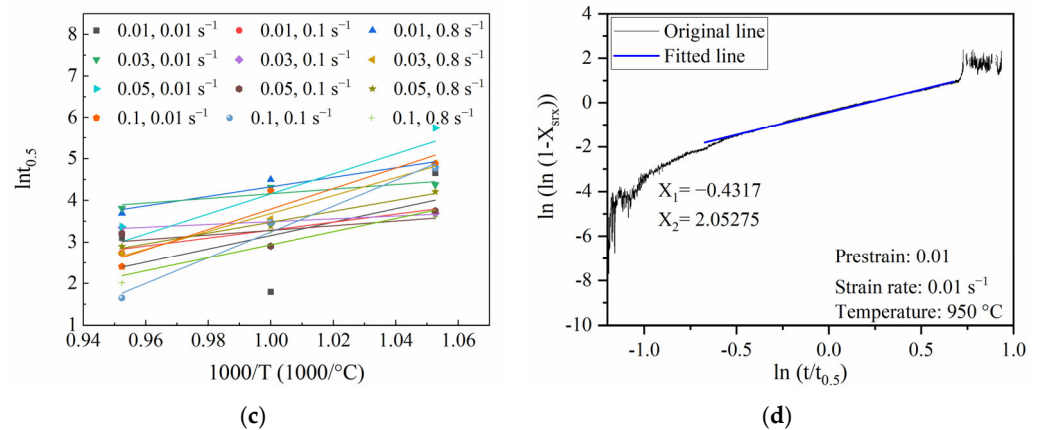 0.01, 0.01 s⁻¹ 0.01, 0.1 s⁻¹ 0.01, 0.8 s⁻¹
0.03, 0.01 s⁻¹ 0.03, 0.1 s⁻¹ 0.03, 0.8 s⁻¹
0.05, 0.01 s⁻¹ 0.05, 0.1 s⁻¹ 0.05, 0.8 s⁻¹
0.1, 0.01 s⁻¹ 0.1, 0.1 s⁻¹ 0.1, 0.8 s⁻¹
8
7
6
5
4
3
2
1
lnt₀.₅
0.94 0.96 0.98 1.00 1.02 1.04 1.06
1000/T (1000/°C)
(c)
Original line
Fitted line
4
2
0
-2
-4
-6
-8
-10
ln (ln (1-Xₛᵣₓ))
X₁= −0.4317
X₂ 2.05275
Prestrain: 0.01
Strain rate: 0.01 s⁻¹
Temperature: 950 °C
-1.0 -0.5 0.0 0.5 1.0
ln (t/t₀.₅)
(d)